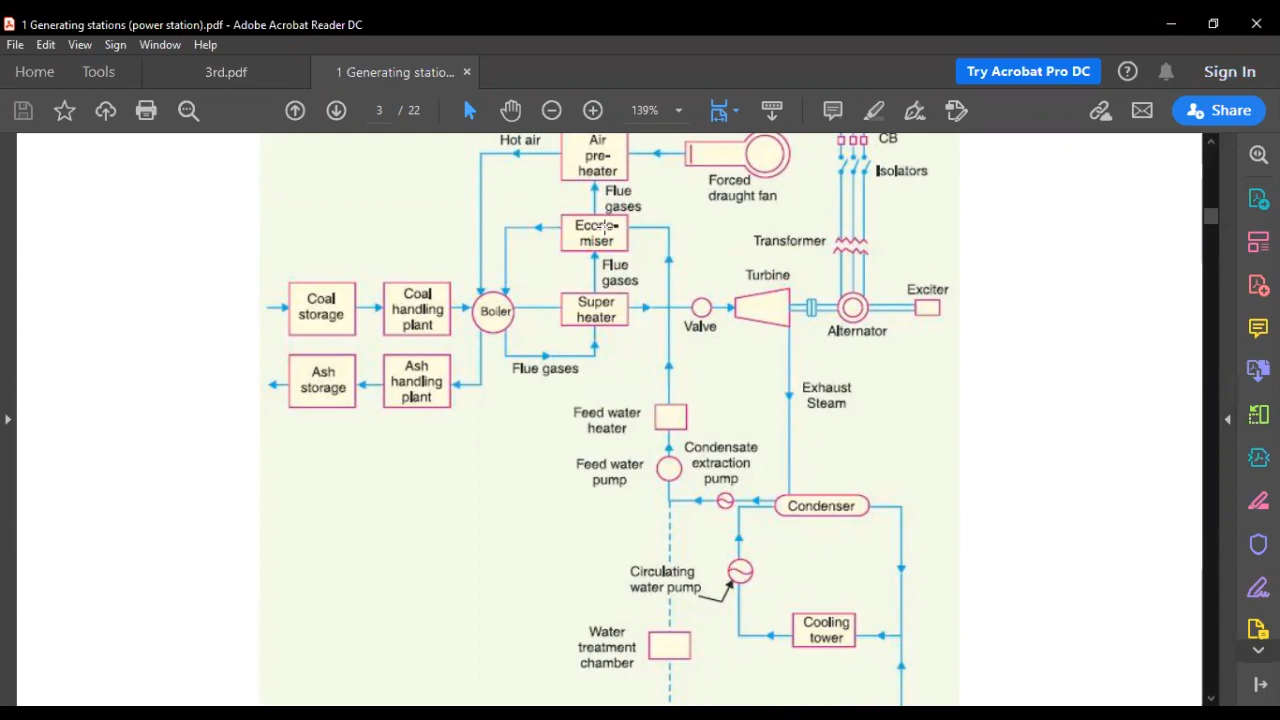 1 Generating stations (power station).pdf - Adobe Acrobat Reader DC
File Edit View Sign Window Help
Home Tools 3rd.pdf 1 Generating statio... × Try Acrobat Pro DC Sign In
3 / 22 139% Share
Hot air
Air
pre-
heater
Forced
draught fan
CB
Isolators
Flue
gases
Econo-
miser
Flue
gases
Transformer
Turbine
Coal
storage
Coal
handling
plant
Boiler
Super
heater
Valve
Alternator
Exciter
Flue gases
Ash
storage
Ash
handling
plant
Exhaust
Steam
Feed water
heater
Feed water
pump
Condensate
extraction
pump
Condenser
Circulating
water pump
Cooling
tower
Water
treatment
chamber